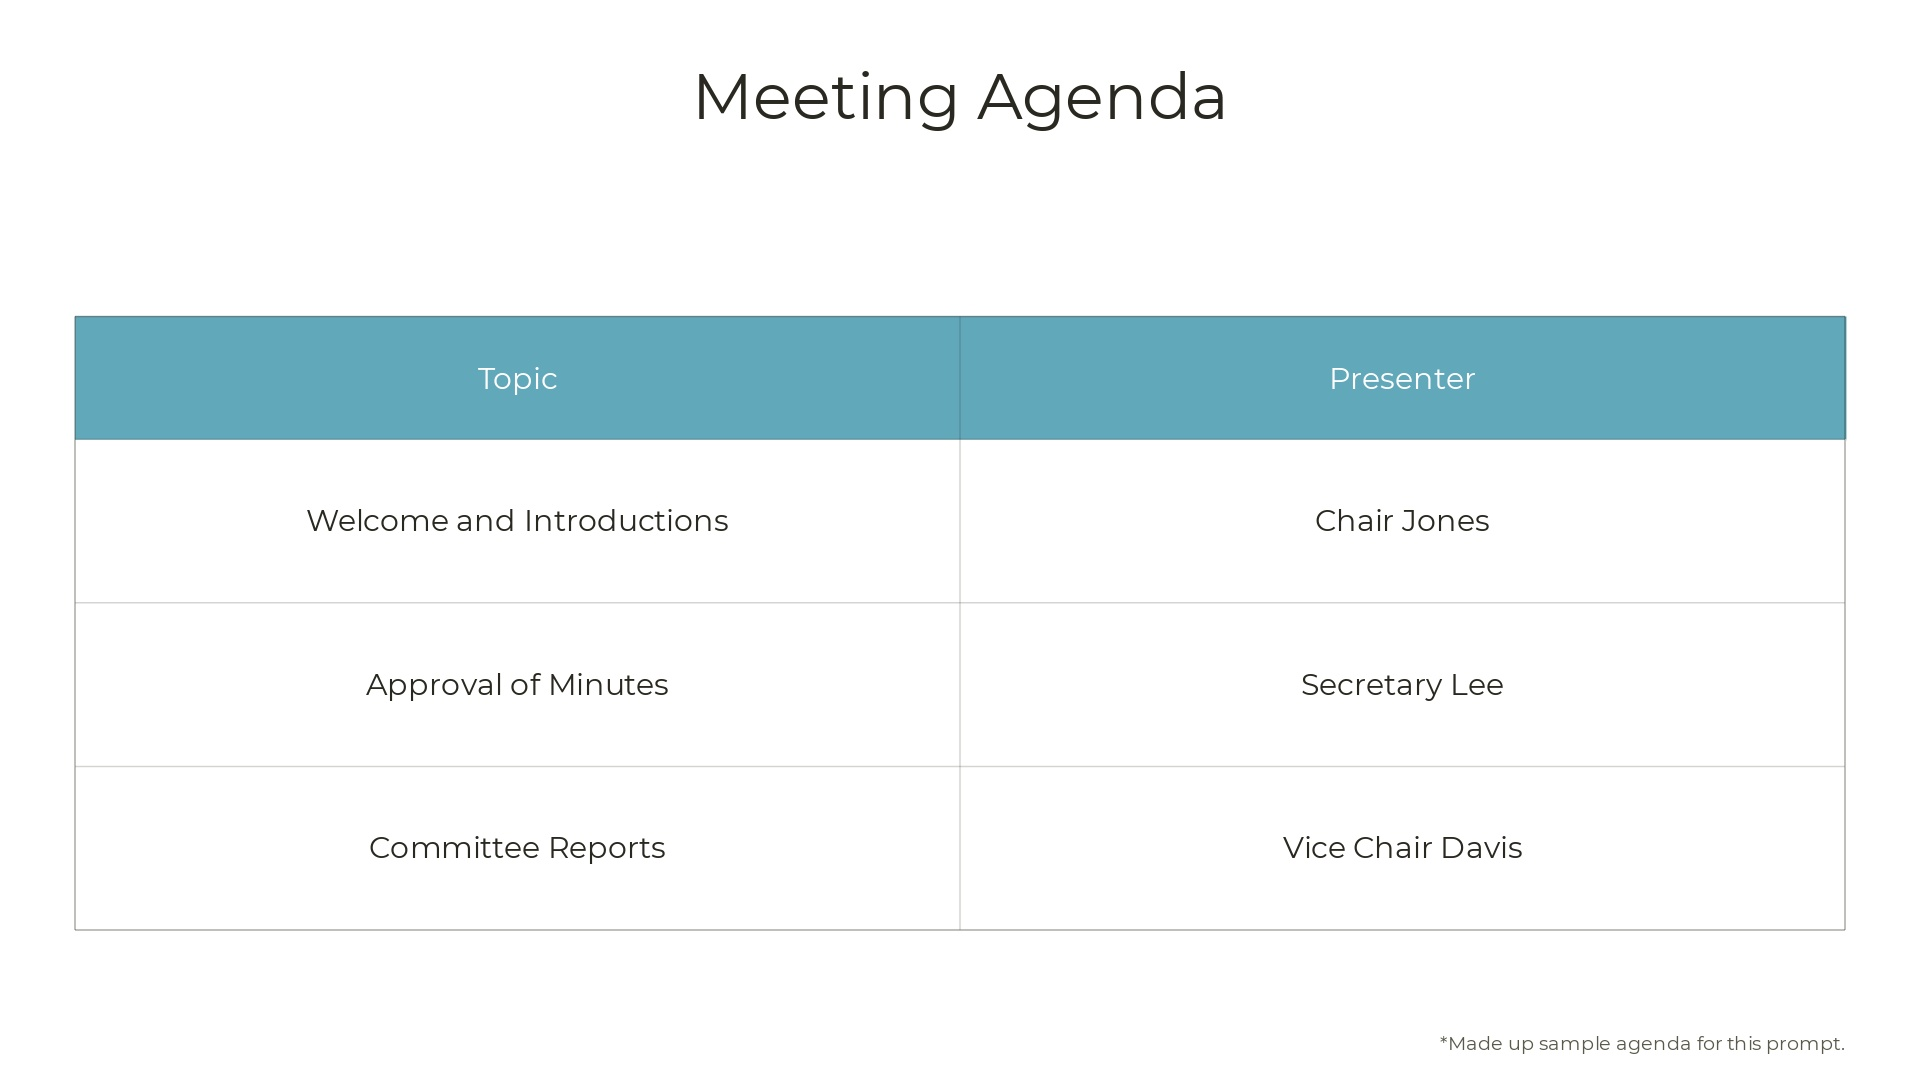 Meeting Agenda
Topic Presenter
Welcome and Introductions Chair Jones
Approval of Minutes Secretary Lee
Committee Reports Vice Chair Davis
*Made up sample agenda for this prompt.